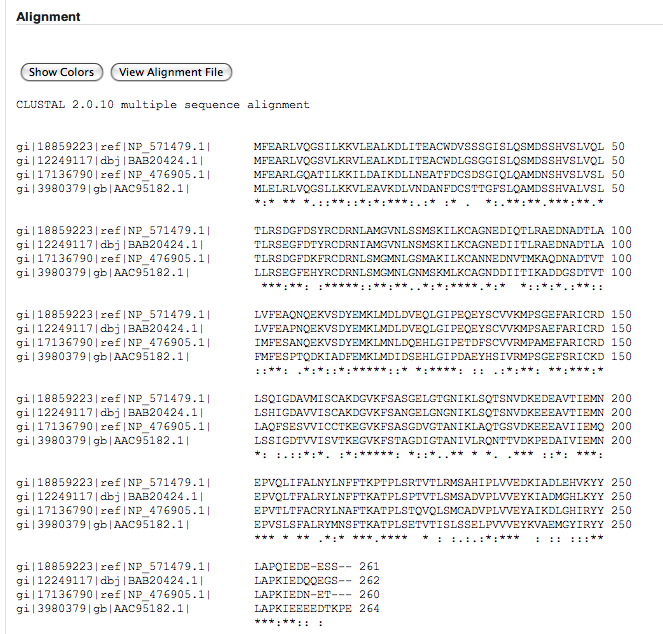 Alignment
Show Colors View Alignment File
CLUSTAL 2.0.10 multiple sequence alignment
gi|18859223|ref|NP_571479.1| MFEARLVQGSILKKVLEALKDLITEACWDVSSSGISLQSMDSSHVSLVQL 50
gi|12249117|dbj|BAB20424.1| MFEARLVQGSVLKRVLEALKDLITEACWDLGSGGISLQSMDSSHVSLVQL 50
gi|17136790|ref|NP_476905.1| MFEARLGQATILKKILDAIKDLLNEATFDCSDSGIQLQAMDNSHVSLVSL 50
gi|3980379|gb|AAC95182.1| MLELRLVQGSLLKKVLEAVKDLVNDANFDCSTTGFSLQAMDSSHVALVSL 50
*:* ** *.::**::*:*:***:.:* :* . *:.**:**.***:**.*
gi|18859223|ref|NP_571479.1| TLRSDGFDSYRCDRNLAMGVNLSSMSKILKCAGNEDIQTLRAEDNADTLA 100
gi|12249117|dbj|BAB20424.1| TLRSEGFDTYRCDRNIAMGVNLNSMSKILKCAGNEDIITLRAEDNADTLA 100
gi|17136790|ref|NP_476905.1| TLRSDGFDKFRCDRNLSMGMNLGSMAKILKCANNEDNVTMKAQDNADTVT 100
gi|3980379|gb|AAC95182.1| LLRSEGFEHYRCDRNLSMGMNLGNMSKMLKCAGNDDIITIKADDGSDTVT 100
***:**: :*****::**:**..*:*:****.*:* *::*:*.:**::
gi|18859223|ref|NP_571479.1| LVFEAQNQEKVSDYEMKLMDLDVEQLGIPEQEYSCVVKMPSGEFARICRD 150
gi|12249117|dbj|BAB20424.1| LVFEAPNQEKVSDYEMKLMDLDVEQLGIPEQEYSCVVKMPSGEFARICRD 150
gi|17136790|ref|NP_476905.1| IMFESANQEKVSDYEMKLMNLDQEHLGIPETDFSCVVRMPAMEFARICRD 150
gi|3980379|gb|AAC95182.1| FMFESPTQDKIADFEMKLMDIDSEHLGIPDAEYHSIVRMPSGEFSRICKD 150
::**: .*:*::*:*****::* *:****: :: .:*:**: **:***:*
gi|18859223|ref|NP_571479.1| LSQIGDAVMISCAKDGVKFSASGELGTGNIKLSQTSNVDKEDEAVTIEMN 200
gi|12249117|dbj|BAB20424.1| LSHIGDAVVISCAKDGVKFSASGELGNGNIKLSQTSNVDKEEEAVTIEMN 200
gi|17136790|ref|NP_476905.1| LAQFSESVVICCTKEGVKFSASGDVGTANIKLAQTGSVDKEEEAVIIEMQ 200
gi|3980379|gb|AAC95182.1| LSSIGDTVVISVTKEGVKFSTAGDIGTANIVLRQNTTVDKPEDAIVIEMN 200
*: :.::*:*. :*:*****::*::*..** * *. .*** ::*: ***:
gi|18859223|ref|NP_571479.1| EPVQLIFALNYLNFFTKPTPLSRTVTLRMSAHIPLVVEDKIADLEHVKYY 250
gi|12249117|dbj|BAB20424.1| EPVQLTFALRYLNFFTKATPLSPTVTLSMSADVPLVVEYKIADMGHLKYY 250
gi|17136790|ref|NP_476905.1| EPVTLTFACRYLNAFTKATPLSTQVQLSMCADVPLVVEYAIKDLGHIRYY 250
gi|3980379|gb|AAC95182.1| EPVSLSFALRYMNSFTKATPLSETVTISLSSELPVVVEYKVAEMGYIRYY 250
*** * ** .*:* ***.**** * : :.:.:*:*** : :: :::**
gi|18859223|ref|NP_571479.1| LAPQIEDE-ESS-- 261
gi|12249117|dbj|BAB20424.1| LAPKIEDQQEGS-- 262
gi|17136790|ref|NP_476905.1| LAPKIEDN-ET--- 260
gi|3980379|gb|AAC95182.1| LAPKIEEEEDTKPE 264
***:**:: :